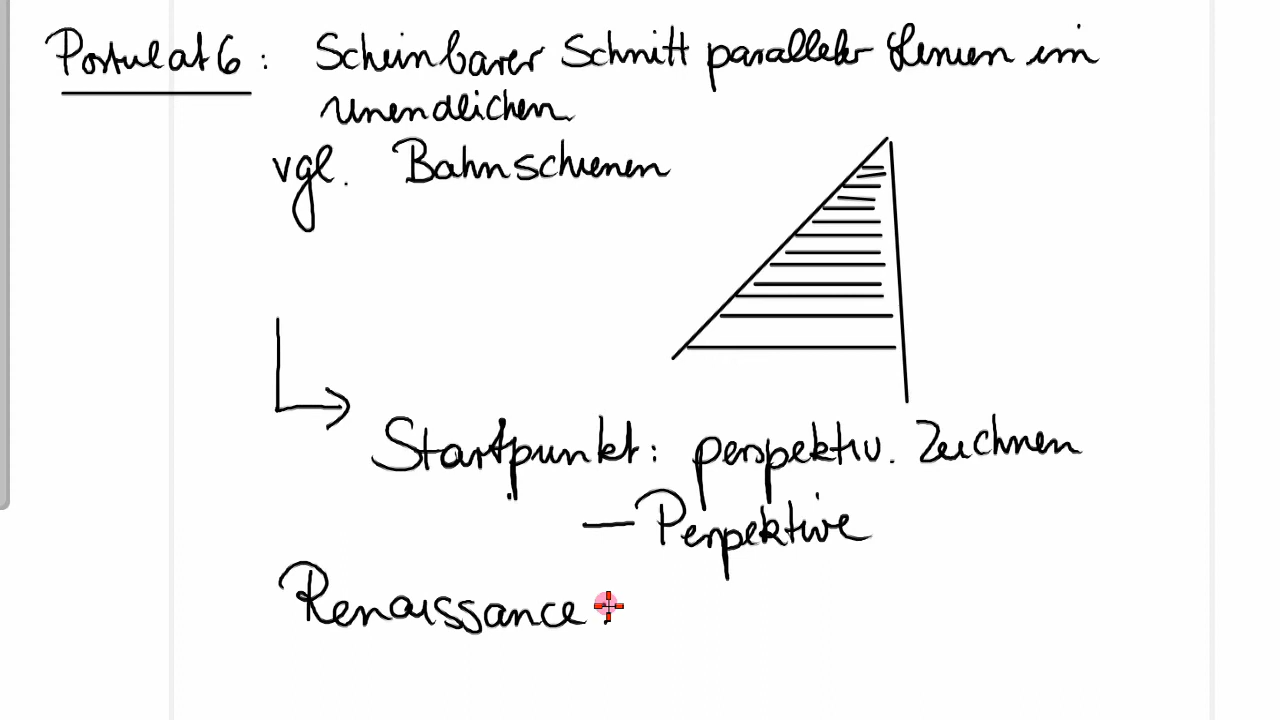 Postulat 6: Scheinbarer Schnitt paralleler Linien im
Unendlichen
vgl. Bahnschienen
Startpunkt: perspektiv. Zeichnen
— Perspektive
Renaissance